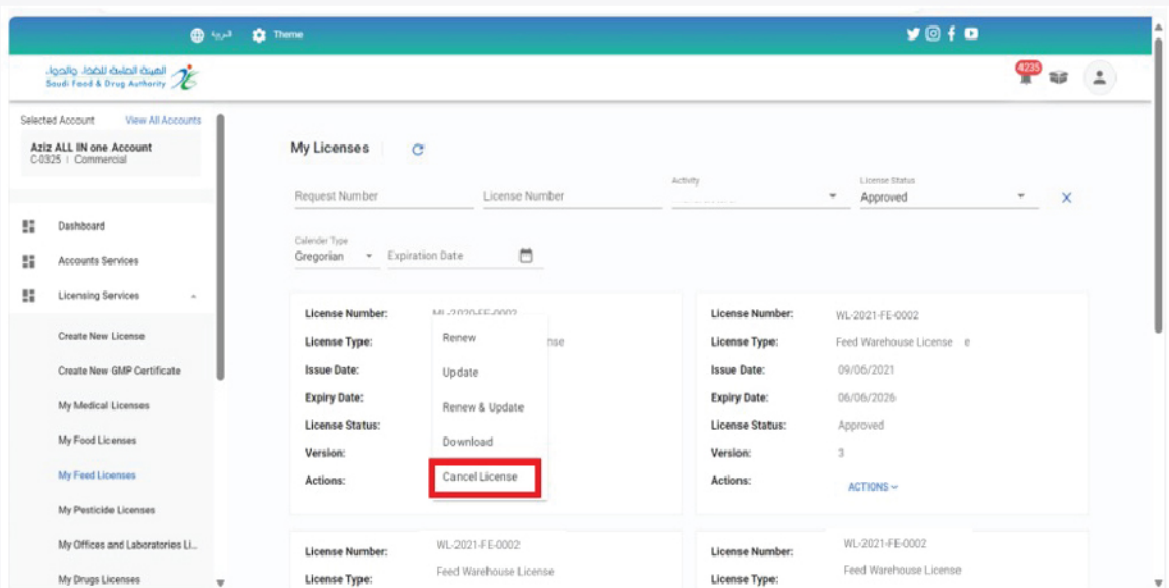 العربية
Theme
الهيئة العامة للغذاء والدواء
Saudi Food & Drug Authority
4235
Selected Account View All Accounts
Aziz ALL IN one Account
C-0325 | Commercial
Dashboard
Accounts Services
Licensing Services
Create New License
Create New GMP Certificate
My Medical Licenses
My Food Licenses
My Feed Licenses
My Pesticide Licenses
My Offices and Laboratories Li...
My Drugs Licenses
My Licenses
Request Number
License Number
Activity
License Status
Approved
Calender Type
Gregorian
Expiration Date
License Number: ML-2020-FE-0002
License Type: nse
Issue Date:
Expiry Date:
License Status:
Version:
Actions:
Renew
Update
Renew & Update
Download
Cancel License
License Number: WL-2021-FE-0002
License Type: Feed Warehouse License e
Issue Date: 09/06/2021
Expiry Date: 06/06/2026
License Status: Approved
Version: 3
Actions: ACTIONS
License Number: WL-2021-FE-0002
License Type: Feed Warehouse License
License Number: WL-2021-FE-0002
License Type: Feed Warehouse License